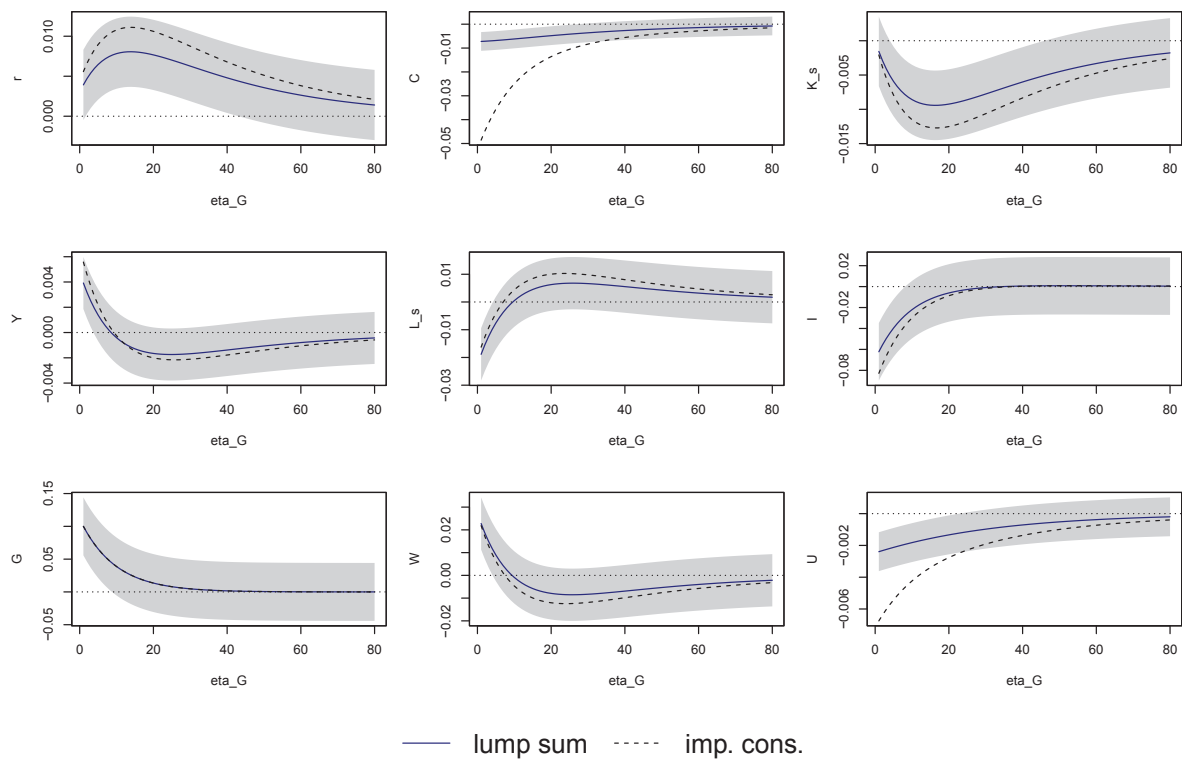 r
0.000 0.010
0 20 40 60 80
eta_G
C
−0.05 −0.03 −0.01
0 20 40 60 80
eta_G
K_s
−0.015 −0.005
0 20 40 60 80
eta_G
Y
−0.004 0.000 0.004
0 20 40 60 80
eta_G
L_s
−0.03 −0.01 0.01
0 20 40 60 80
eta_G
I
−0.08 −0.02 0.02
0 20 40 60 80
eta_G
G
−0.05 0.05 0.15
0 20 40 60 80
eta_G
W
−0.02 0.00 0.02
0 20 40 60 80
eta_G
U
−0.006 −0.002
0 20 40 60 80
eta_G
lump sum imp. cons.